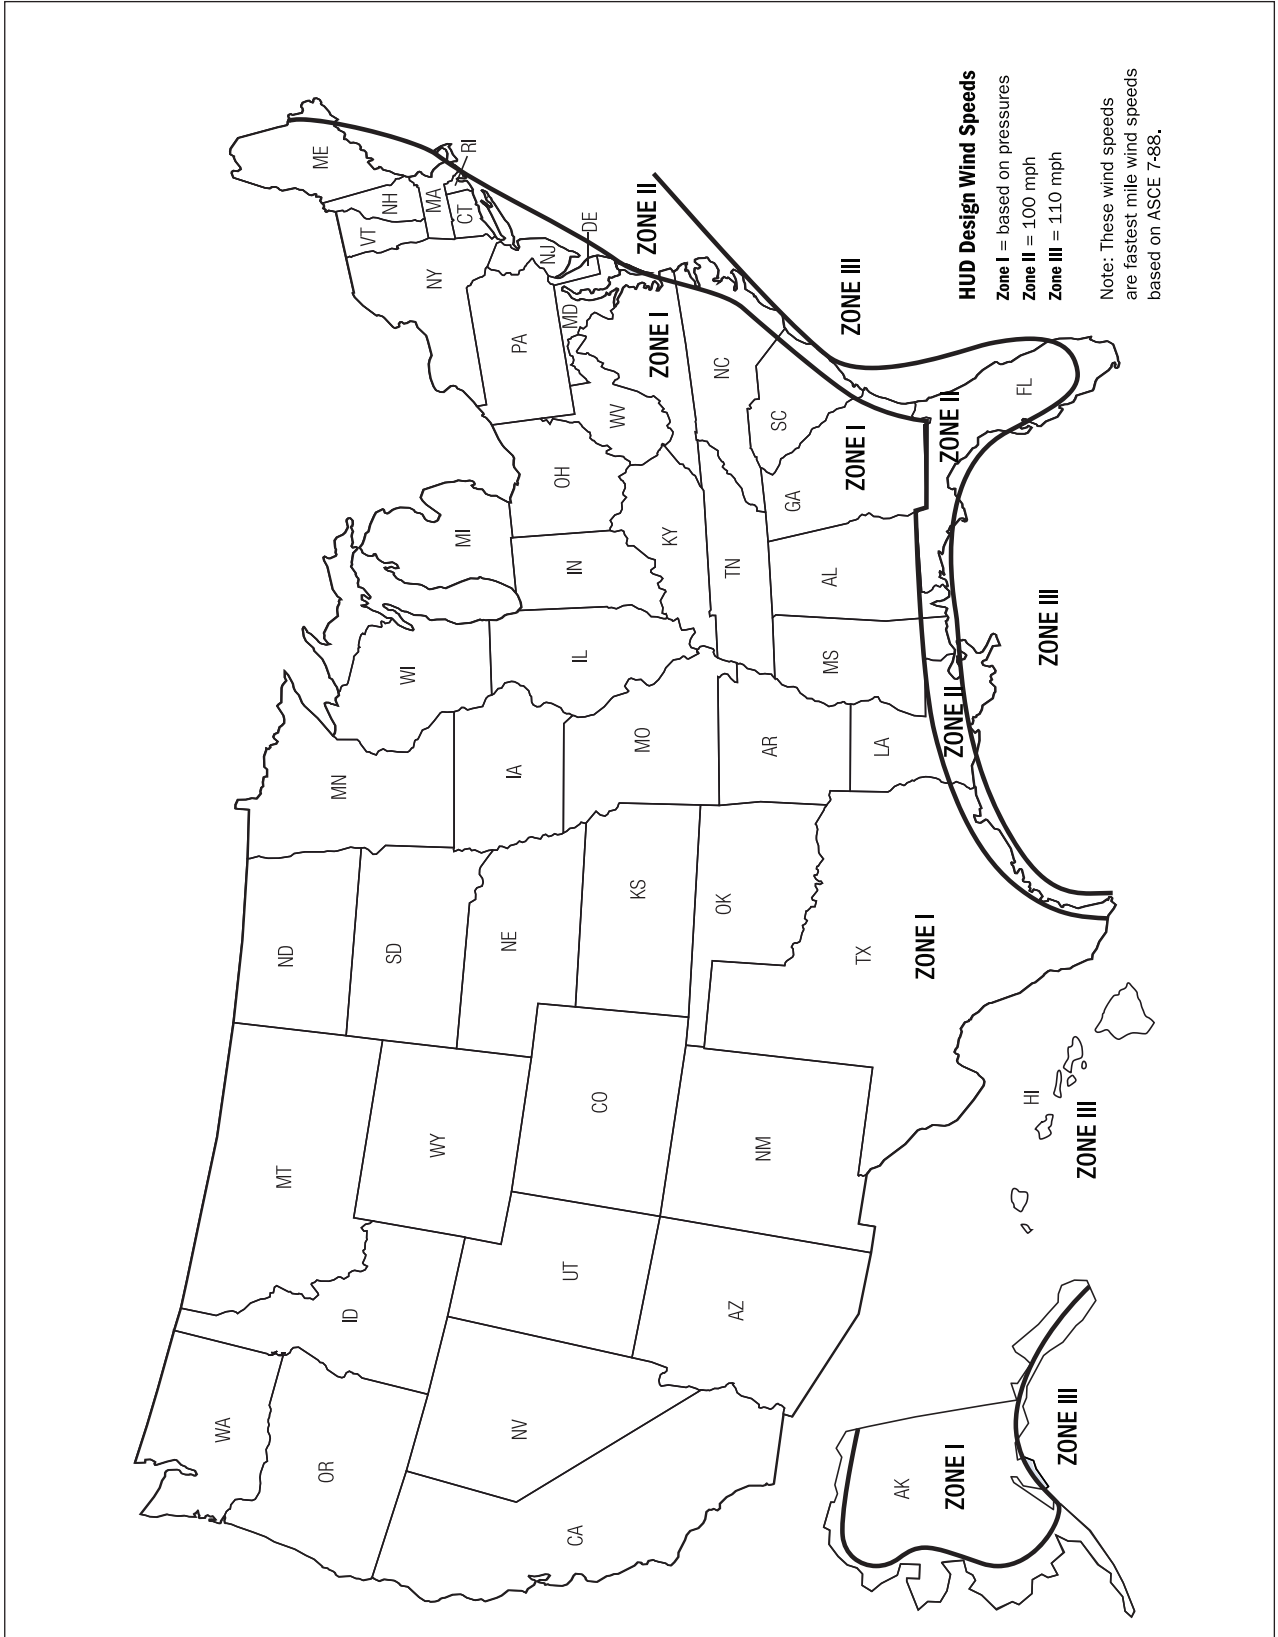 WA
MT
ND
MN
ME
OR
ID
SD
WI
MI
VT
NH
NY
MA
CT
RI
WY
NE
IA
PA
NJ
DE
NV
UT
CO
KS
MO
IL
IN
OH
WV
MD
CA
ZONE I
ZONE II
AZ
NM
OK
AR
TN
KY
NC
TX
LA
MS
AL
GA
SC
ZONE I
ZONE I
ZONE II
ZONE II
ZONE III
FL
AK
ZONE I
ZONE III
HI
ZONE III
ZONE III
HUD Design Wind Speeds
Zone I = based on pressures
Zone II = 100 mph
Zone III = 110 mph
Note: These wind speeds
are fastest mile wind speeds
based on ASCE 7-88.